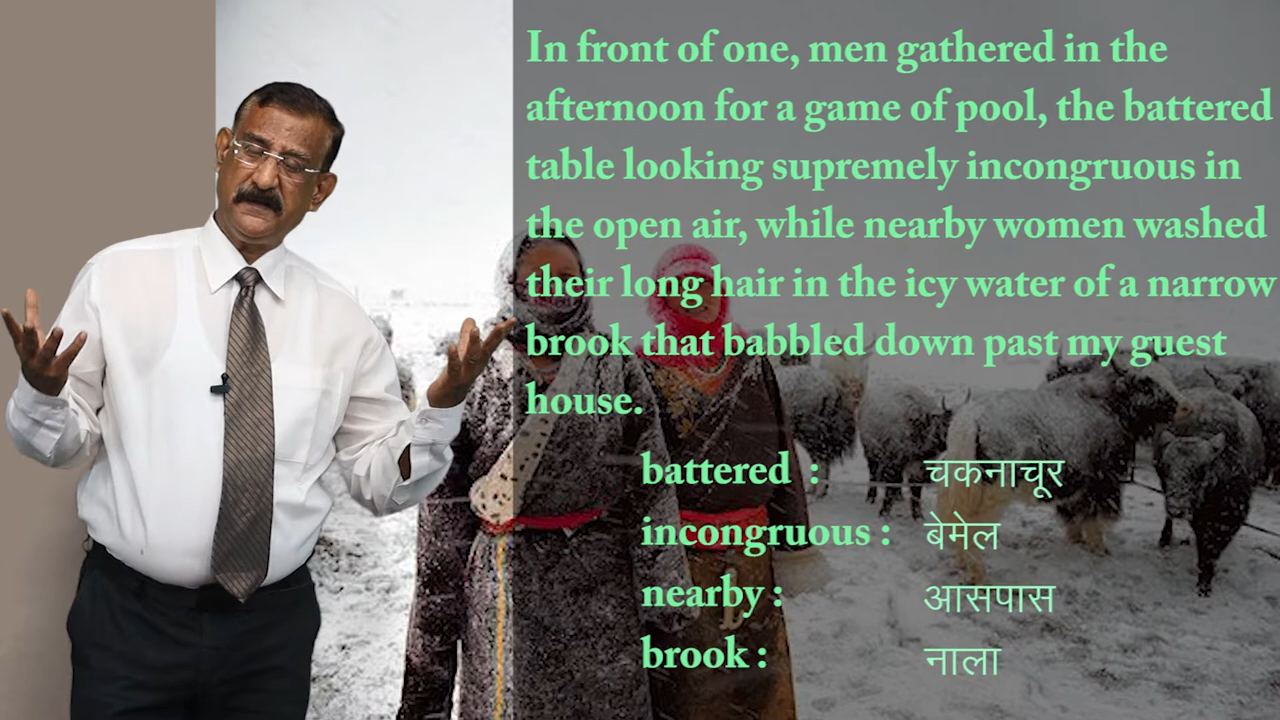 In front of one, men gathered in the
afternoon for a game of pool, the battered
table looking supremely incongruous in
the open air, while nearby women washed
their long hair in the icy water of a narrow
brook that babbled down past my guest
house.
battered : चकनाचूर
incongruous : बेमेल
nearby : आसपास
brook : नाला